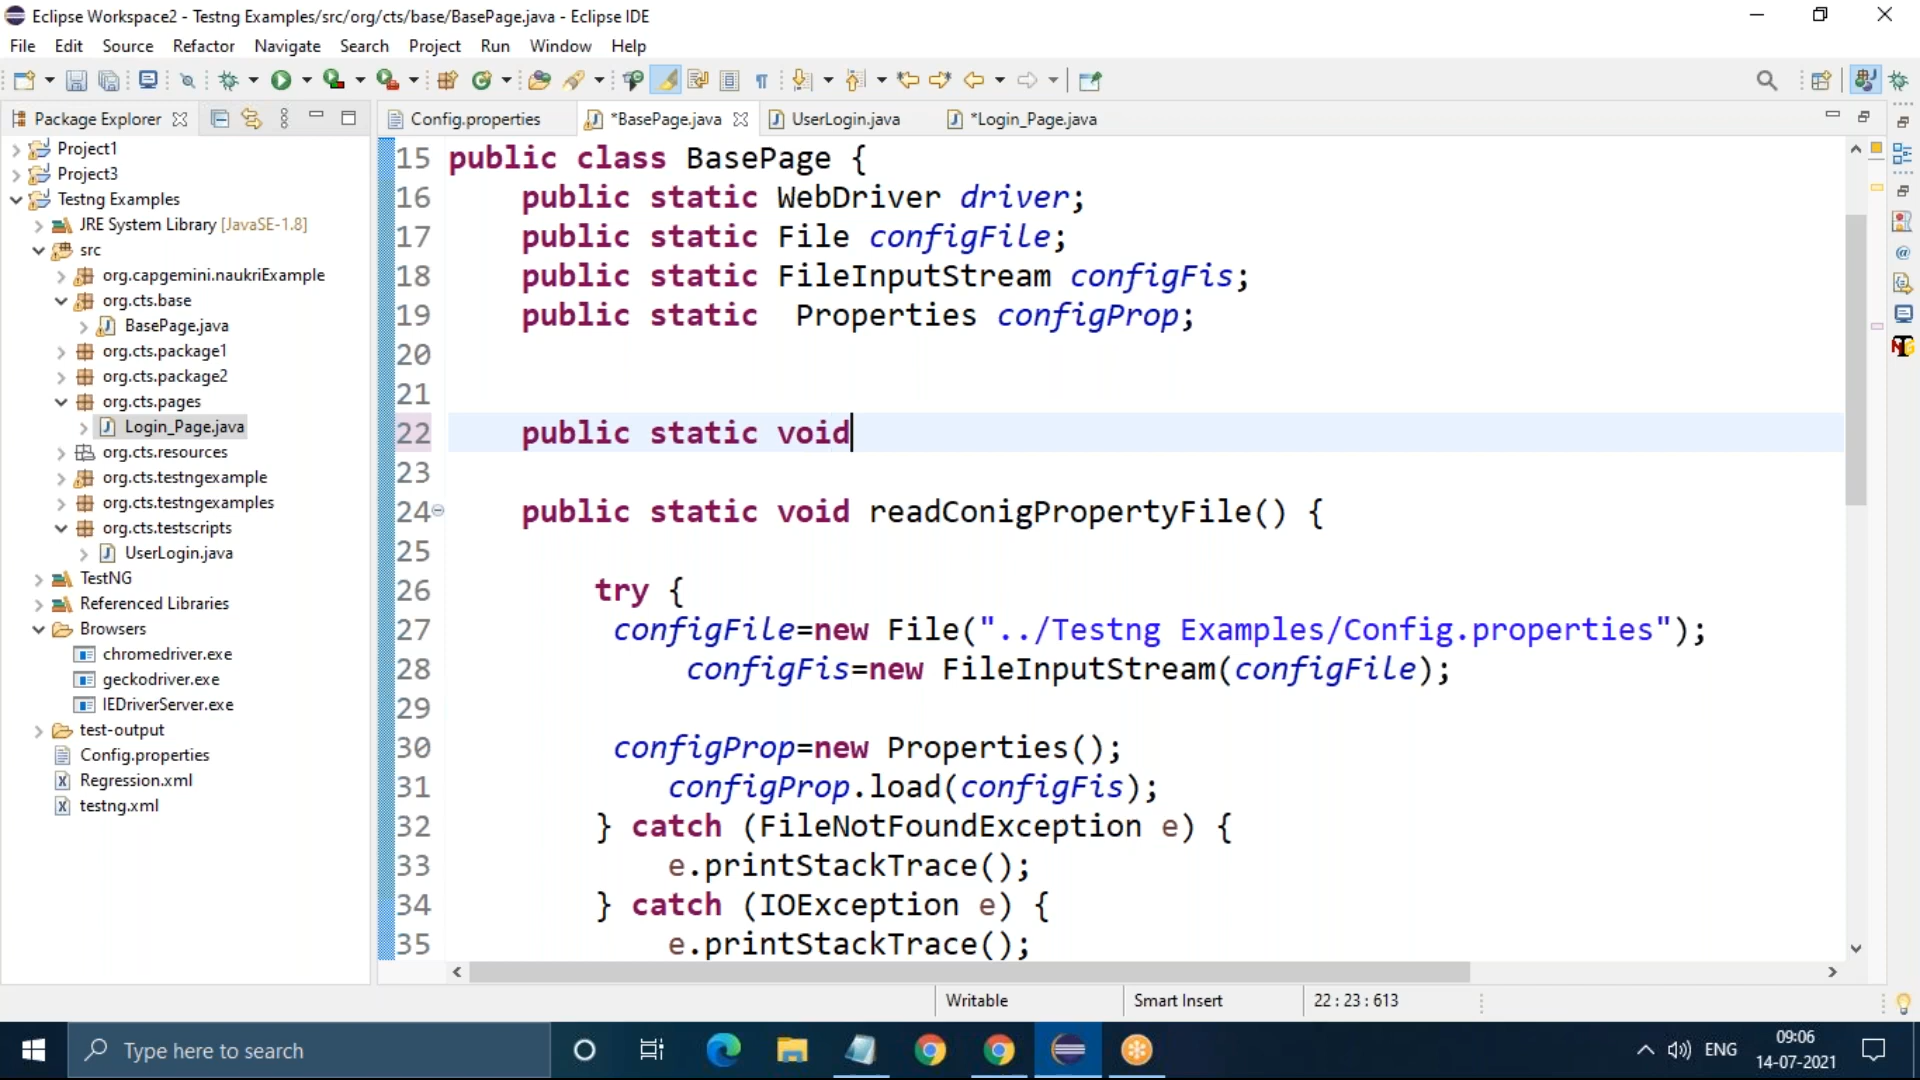 Eclipse Workspace2 - Testng Examples/src/org/cts/base/BasePage.java - Eclipse IDE
File Edit Source Refactor Navigate Search Project Run Window Help
Package Explorer
Config.properties
*BasePage.java
UserLogin.java
*Login_Page.java
Project1
Project3
Testng Examples
JRE System Library [JavaSE-1.8]
src
org.capgemini.naukriExample
org.cts.base
BasePage.java
org.cts.package1
org.cts.package2
org.cts.pages
Login_Page.java
org.cts.resources
org.cts.testngexample
org.cts.testngexamples
org.cts.testscripts
UserLogin.java
TestNG
Referenced Libraries
Browsers
chromedriver.exe
geckodriver.exe
IEDriverServer.exe
test-output
Config.properties
Regression.xml
testng.xml
15 public class BasePage {
16 public static WebDriver driver;
17 public static File configFile;
18 public static FileInputStream configFis;
19 public static Properties configProp;
20
21
22 public static void
23
24 public static void readConigPropertyFile() {
25
26 try {
27 configFile=new File("../Testng Examples/Config.properties");
28 configFis=new FileInputStream(configFile);
29
30 configProp=new Properties();
31 configProp.load(configFis);
32 } catch (FileNotFoundException e) {
33 e.printStackTrace();
34 } catch (IOException e) {
35 e.printStackTrace();
Writable
Smart Insert
22 : 23 : 613
Type here to search
ENG
09:06
14-07-2021